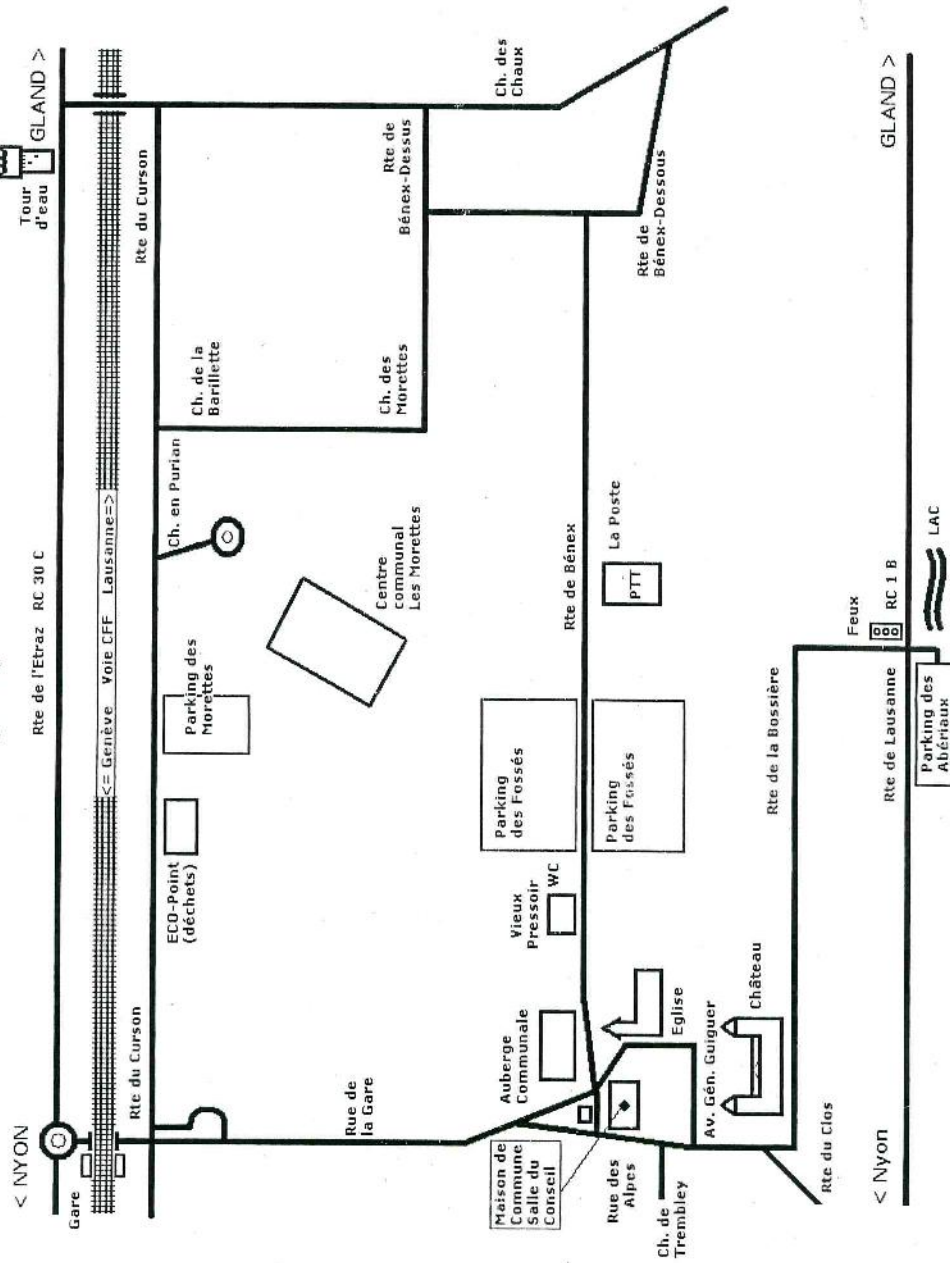 < NYON
Rte de l'Etraz RC 30 C
Tour
d'eau
GLAND >
Gare
<= Genève Voie CFF Lausanne=>
Rte du Curson
Rte du Curson
ECO-Point
(déchets)
Parking des
Morettes
Ch. en Purian
Ch. de la
Barillette
Centre
communal
Les Morettes
Ch. des
Morettes
Rte de
Bénex-Dessus
Ch. des
Chaux
Rue de
la Gare
Auberge
Communale
Vieux
Pressoir
WC
Parking
des Fossés
Rte de Bénex
Parking
des Fossés
La Poste
PTT
Rte de
Bénex-Dessous
Maison de
Commune
Salle du
Conseil
Rue des
Alpes
Ch. de
Trembley
Eglise
Av. Gén. Guiguer
Château
Rte de la Bossière
Rte du Clos
Feux
RC 1 B
< Nyon
Rte de Lausanne
GLAND >
Parking des
Abériaux
LAC